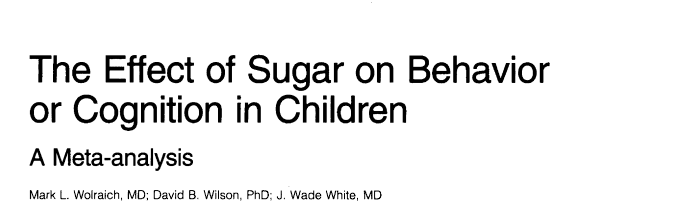 The Effect of Sugar on Behavior
or Cognition in Children
A Meta-analysis
Mark L. Wolraich, MD; David B. Wilson, PhD; J. Wade White, MD